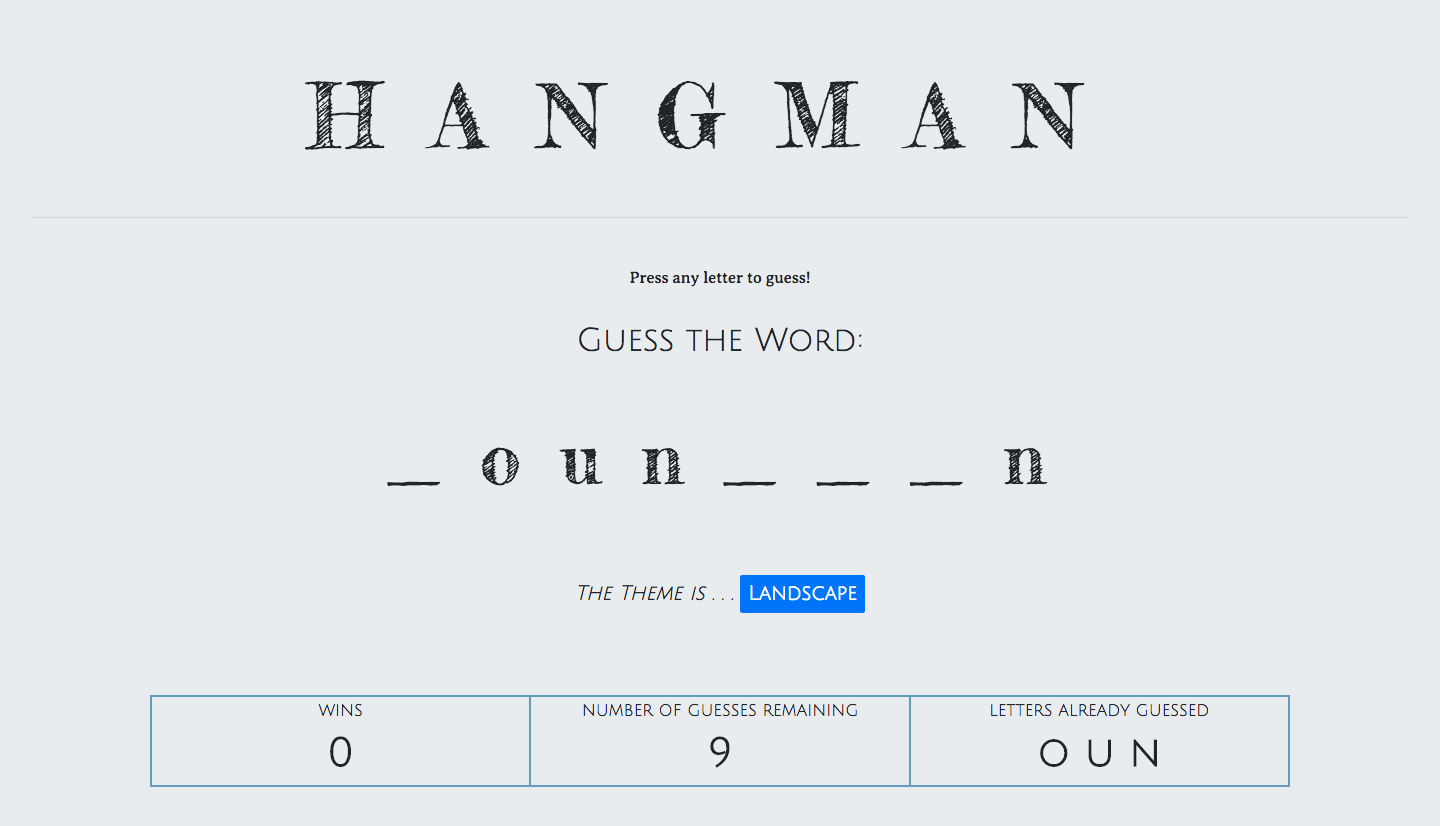 H A N G M A N
Press any letter to guess!
Guess the Word:
_ o u n _ _ _ n
The Theme is . . . Landscape
WINS
0
NUMBER OF GUESSES REMAINING
9
LETTERS ALREADY GUESSED
O U N